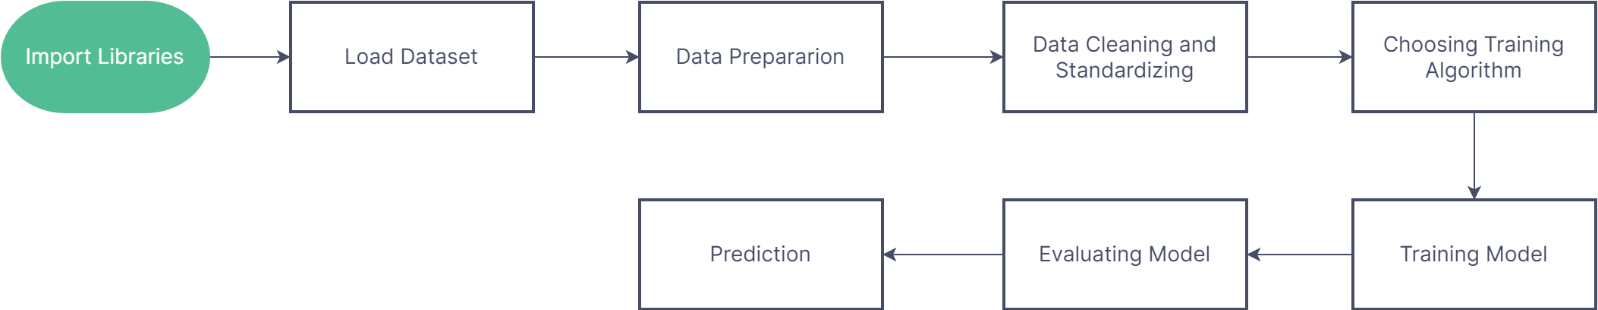 Import Libraries
Load Dataset
Data Prepararion
Data Cleaning and
Standardizing
Choosing Training
Algorithm
Training Model
Evaluating Model
Prediction